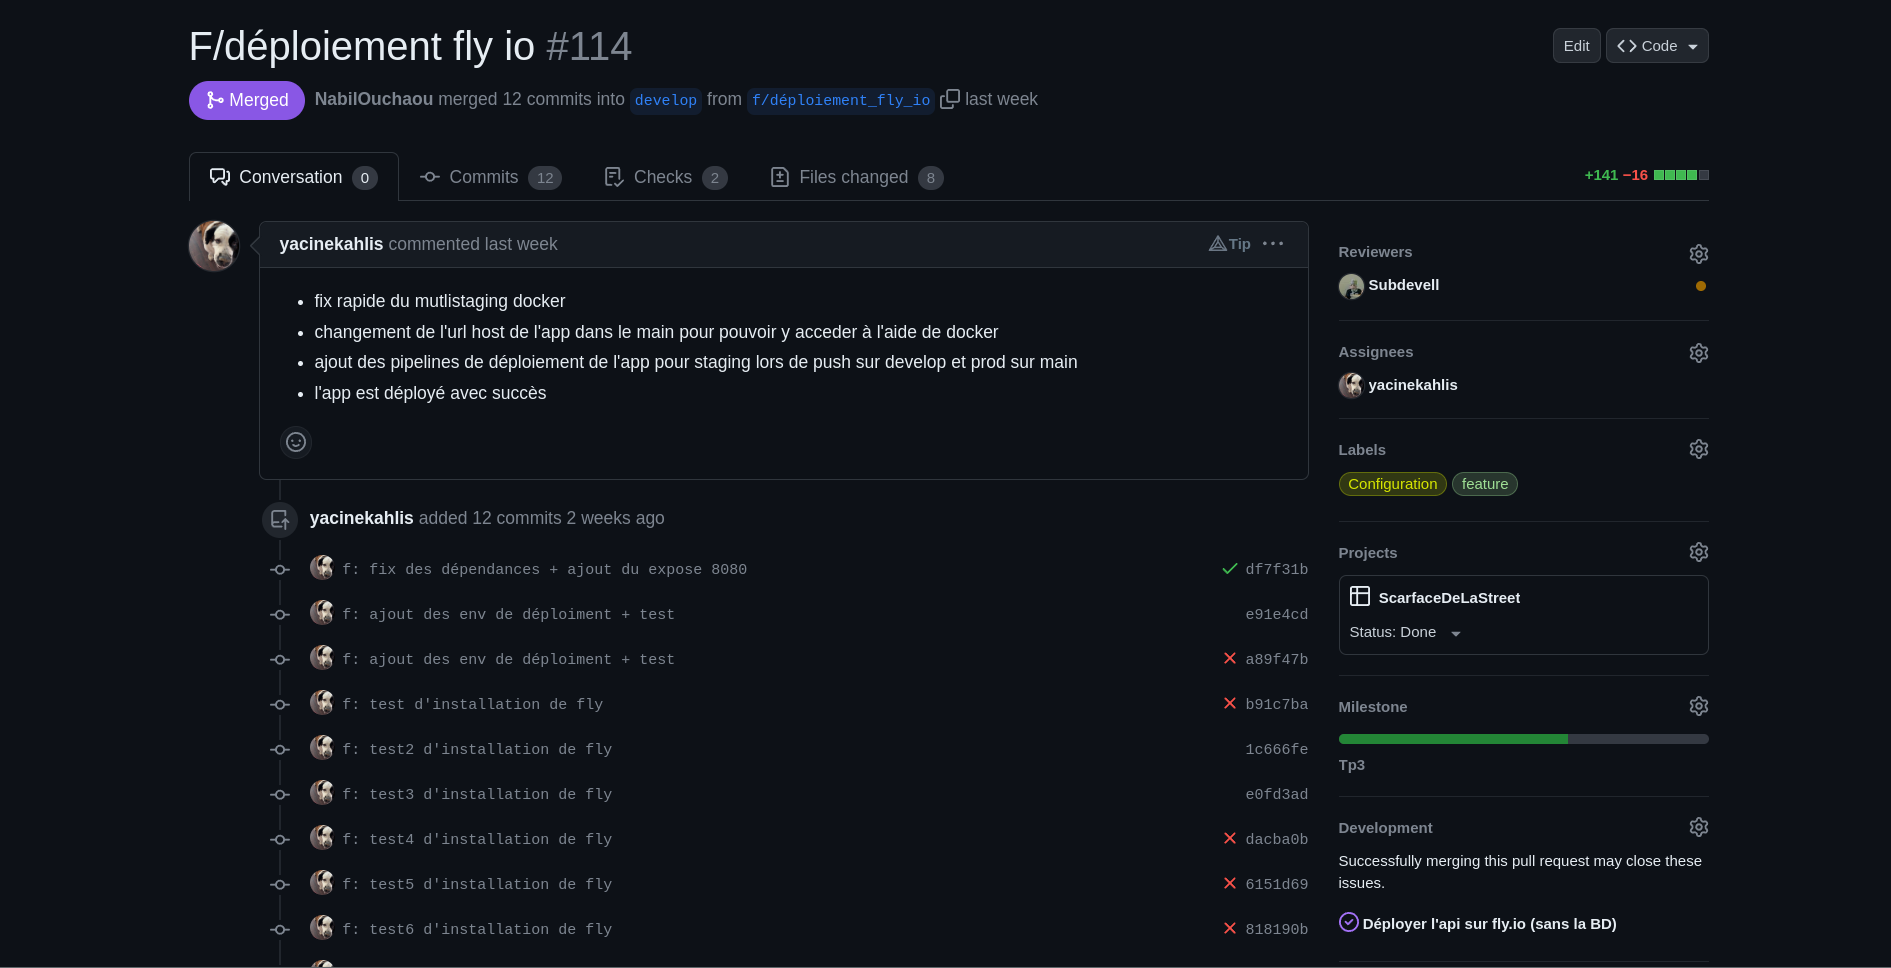 F/déploiement fly io #114
Edit
Code
Merged
NabilOuchaou merged 12 commits into develop from f/déploiement_fly_io last week
Conversation 0
Commits 12
Checks 2
Files changed 8
+141 −16
yacinekahlis commented last week
Tip
fix rapide du mutlistaging docker
changement de l'url host de l'app dans le main pour pouvoir y acceder à l'aide de docker
ajout des pipelines de déploiement de l'app pour staging lors de push sur develop et prod sur main
l'app est déployé avec succès
yacinekahlis added 12 commits 2 weeks ago
f: fix des dépendances + ajout du expose 8080 df7f31b
f: ajout des env de déploiment + test e91e4cd
f: ajout des env de déploiment + test a89f47b
f: test d'installation de fly b91c7ba
f: test2 d'installation de fly 1c666fe
f: test3 d'installation de fly e0fd3ad
f: test4 d'installation de fly dacba0b
f: test5 d'installation de fly 6151d69
f: test6 d'installation de fly 818190b
Reviewers
Subdevell
Assignees
yacinekahlis
Labels
Configuration feature
Projects
ScarfaceDeLaStreet
Status: Done
Milestone
Tp3
Development
Successfully merging this pull request may close these
issues.
Déployer l'api sur fly.io (sans la BD)